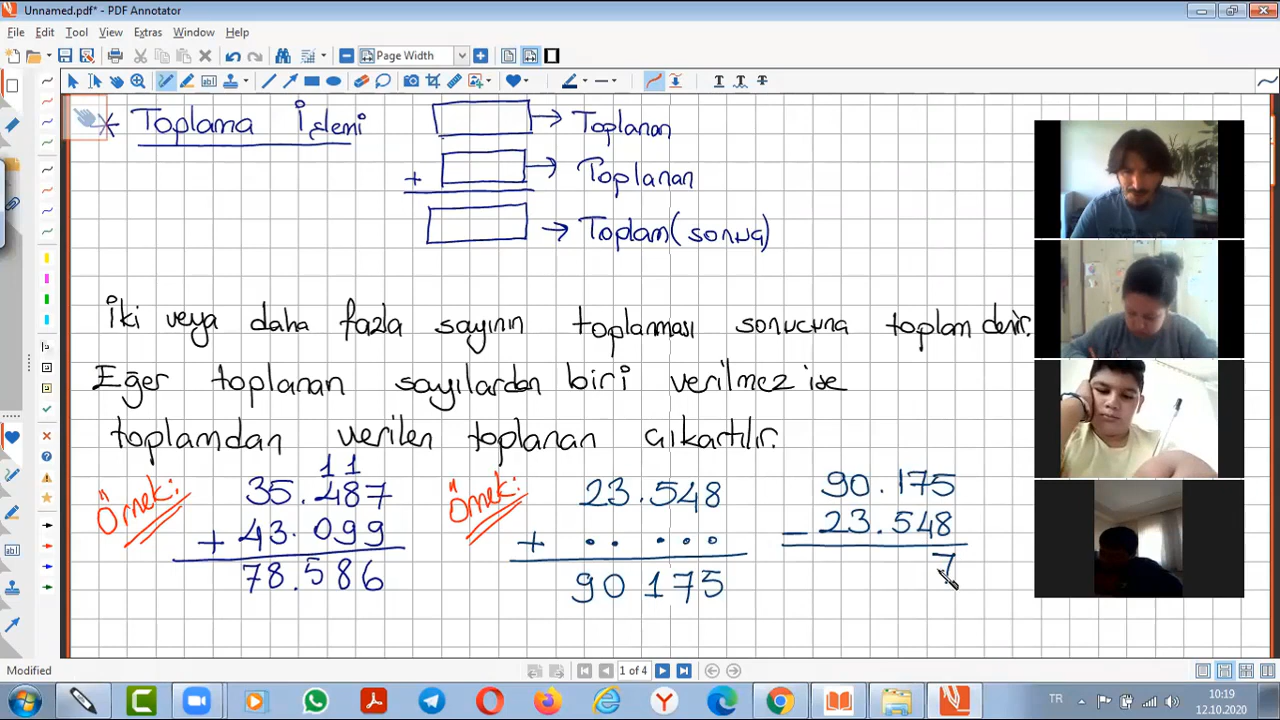 Unnamed.pdf* - PDF Annotator
File Edit Tool View Extras Window Help
Page Width
* Toplama İşlemi
→ Toplanan
+ → Toplanan
→ Toplam(sonuç)
İki veya daha fazla sayının toplanması sonucuna toplam denir.
Eğer toplanan sayılardan biri verilmez ise
toplamdan verilen toplanan çıkartılır.
Örnek:
1 1
35.487
+ 43.099
78.586
Örnek:
23.548
+ .. ...
90 175
90.175
- 23.548
7
Modified
1 of 4
TR
10:19
12.10.2020